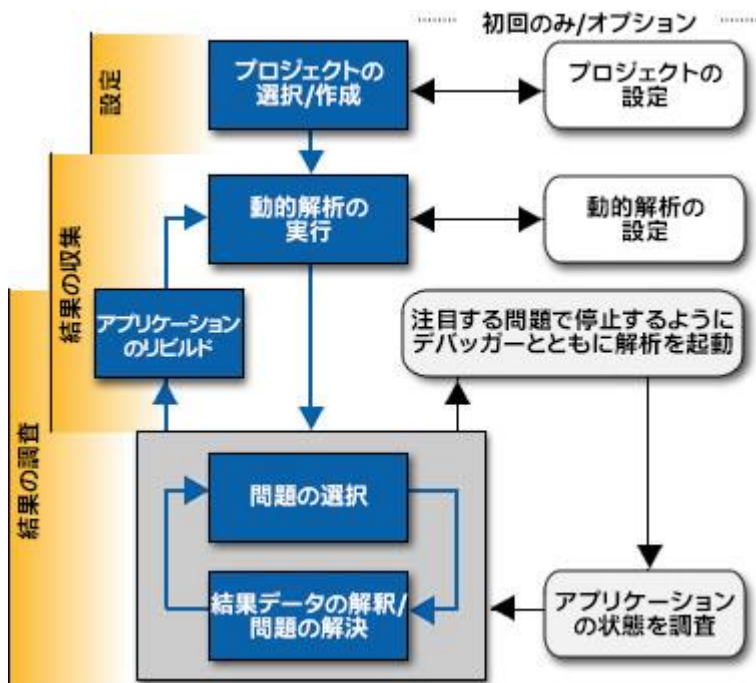 初回のみ/オプション
設定
プロジェクトの
選択/作成
プロジェクトの
設定
結果の収集
動的解析の
実行
動的解析の
設定
結果の調査
アプリケーション
のリビルド
注目する問題で停止するように
デバッガーとともに解析を起動
問題の選択
結果データの解釈/
問題の解決
アプリケーション
の状態を調査